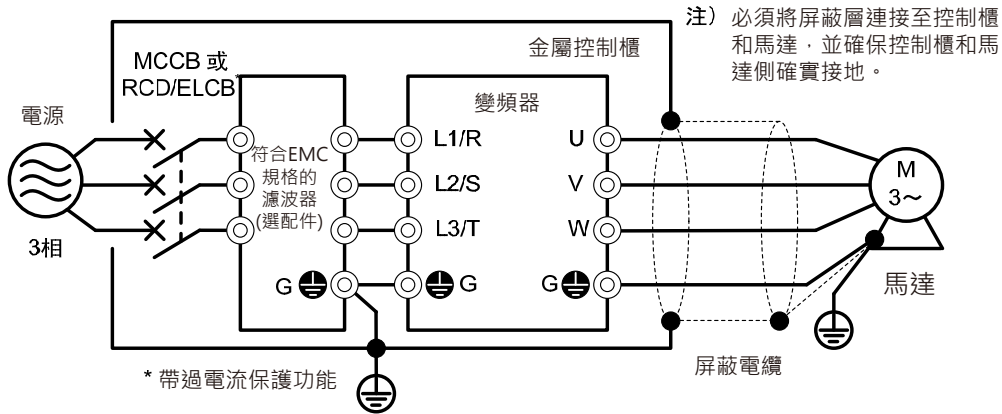 注）必須將屏蔽層連接至控制櫃
和馬達，並確保控制櫃和馬
達側確實接地。
金屬控制櫃
MCCB 或
RCD/ELCB*
電源
3相
符合EMC
規格的
濾波器
(選配件)
G
變頻器
L1/R
L2/S
L3/T
G
U
V
W
G
M
3～
馬達
屏蔽電纜
* 帶過電流保護功能